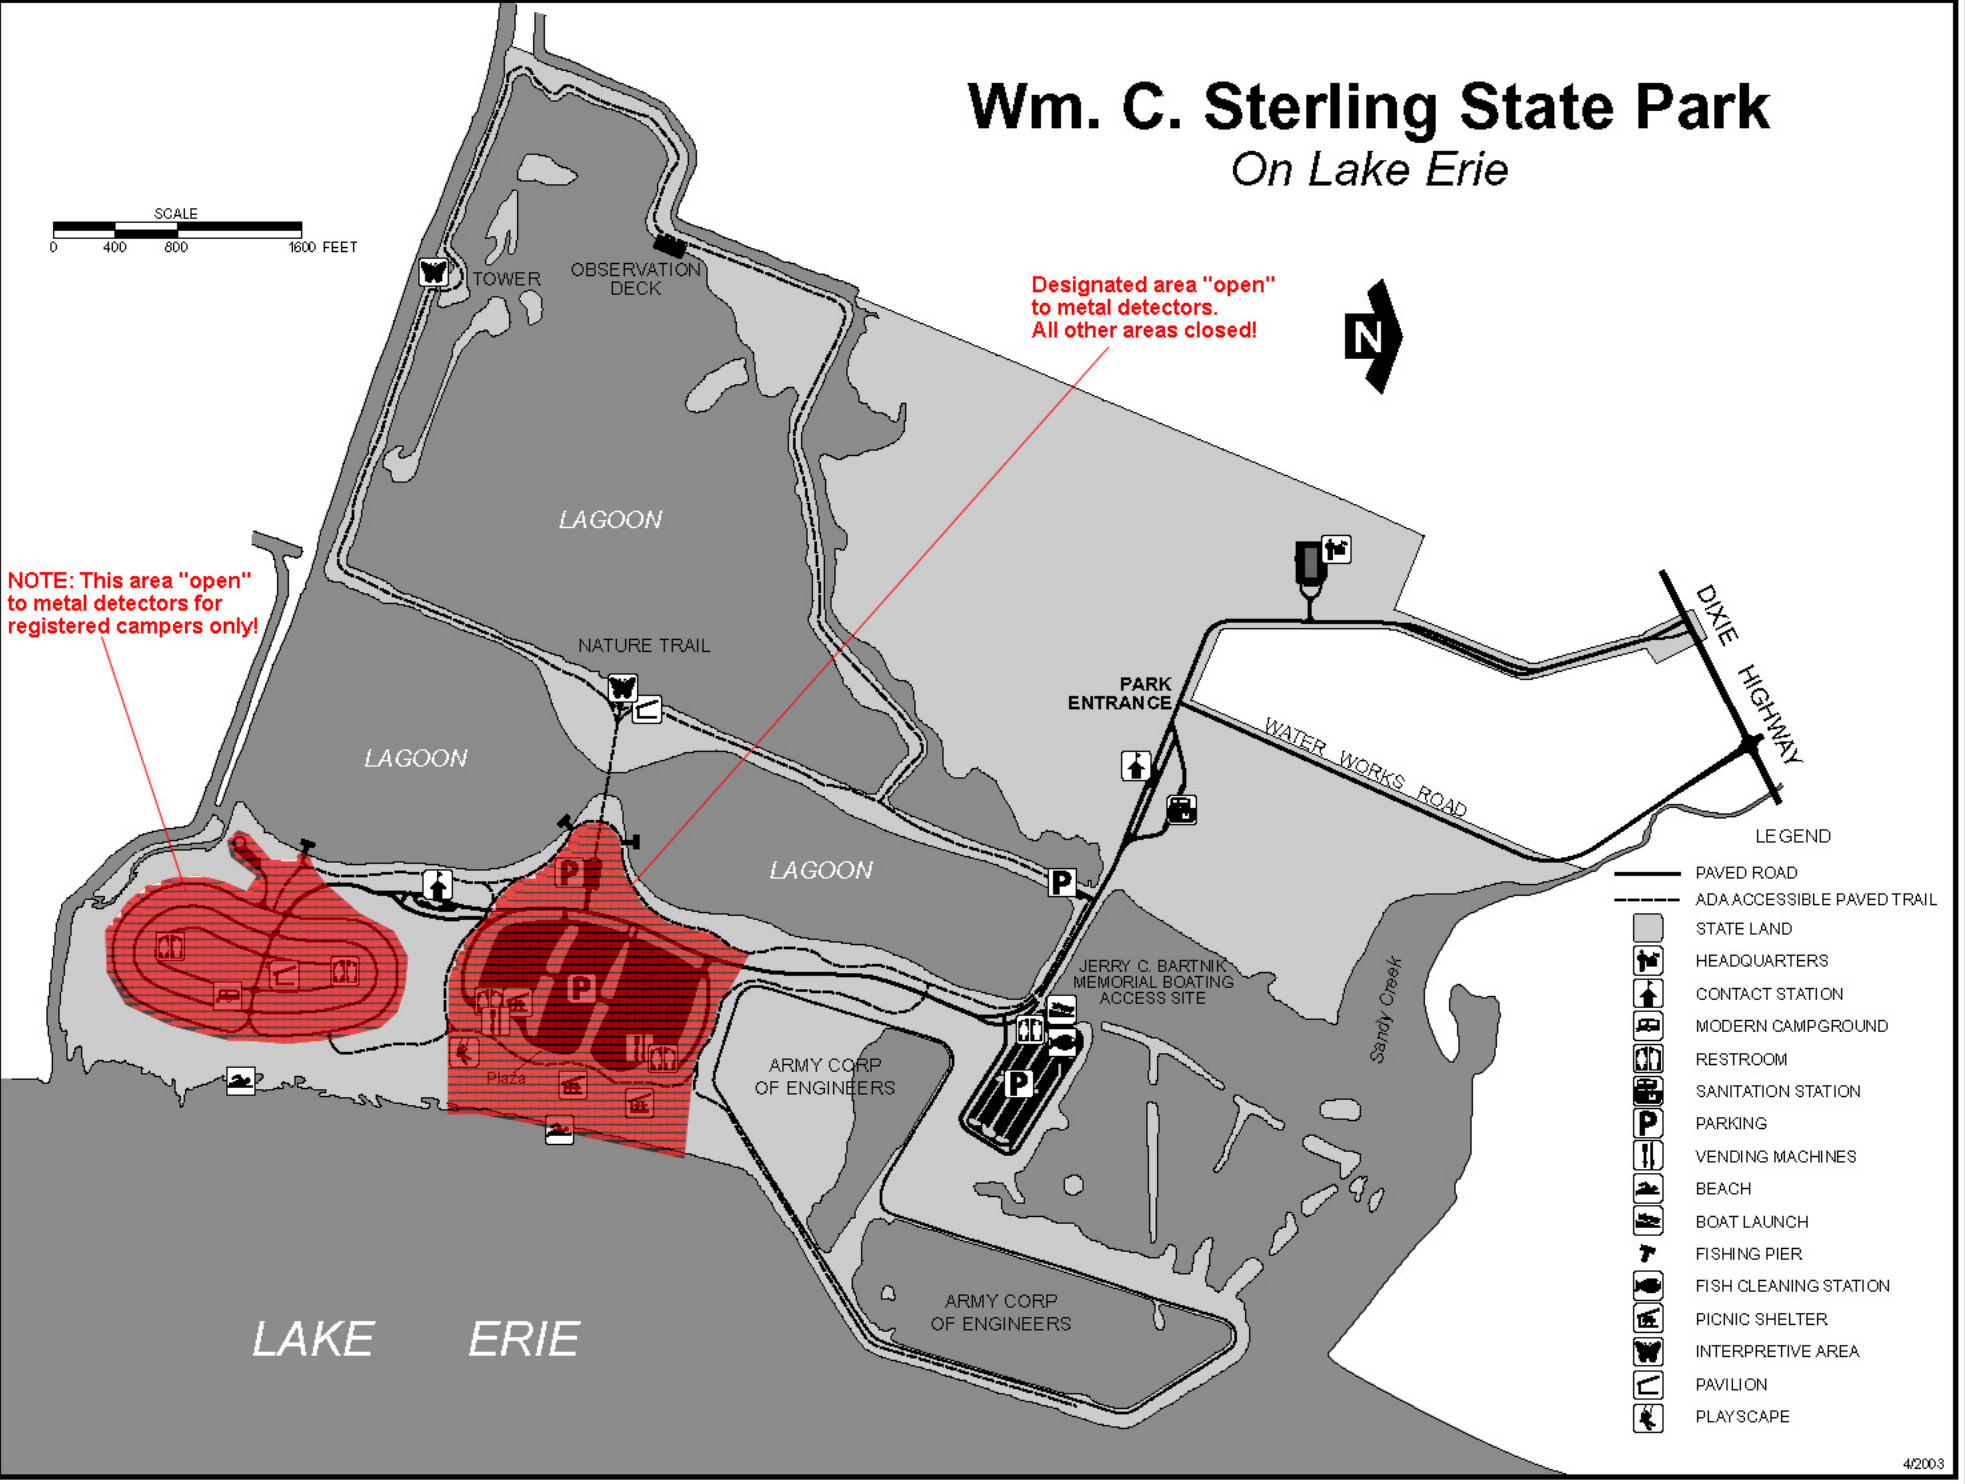 Wm. C. Sterling State Park
On Lake Erie
SCALE
0 400 800 1600 FEET
TOWER
OBSERVATION
DECK
Designated area "open"
to metal detectors.
All other areas closed!
N
LAGOON
NOTE: This area "open"
to metal detectors for
registered campers only!
NATURE TRAIL
LAGOON
LAGOON
PARK
ENTRANCE
WATER WORKS ROAD
DIXIE HIGHWAY
P
P
P
P
JERRY C. BARTNIK
MEMORIAL BOATING
ACCESS SITE
Sandy Creek
Plaza
ARMY CORP
OF ENGINEERS
ARMY CORP
OF ENGINEERS
LAKE ERIE
LEGEND
PAVED ROAD
ADA ACCESSIBLE PAVED TRAIL
STATE LAND
HEADQUARTERS
CONTACT STATION
MODERN CAMPGROUND
RESTROOM
SANITATION STATION
P PARKING
VENDING MACHINES
BEACH
BOAT LAUNCH
FISHING PIER
FISH CLEANING STATION
PICNIC SHELTER
INTERPRETIVE AREA
PAVILION
PLAYSCAPE
4/2003